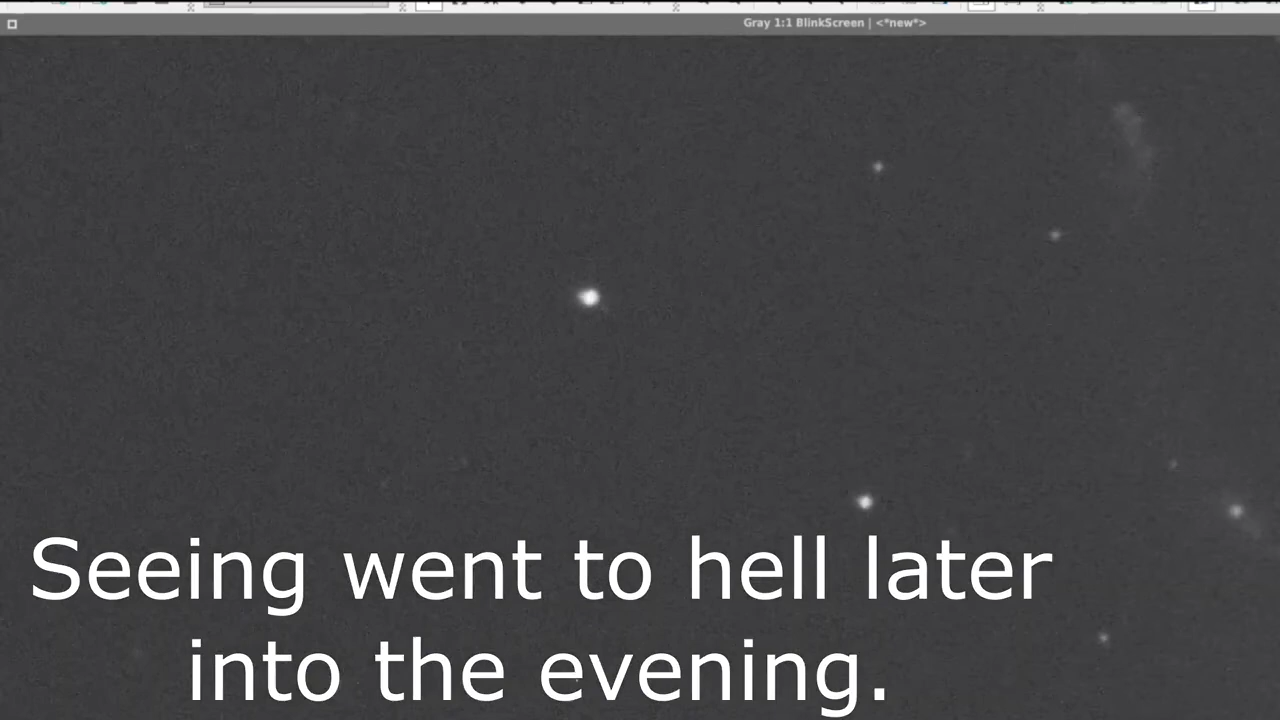 Gray 1:1 BlinkScreen | <*new*>
Seeing went to hell later
into the evening.